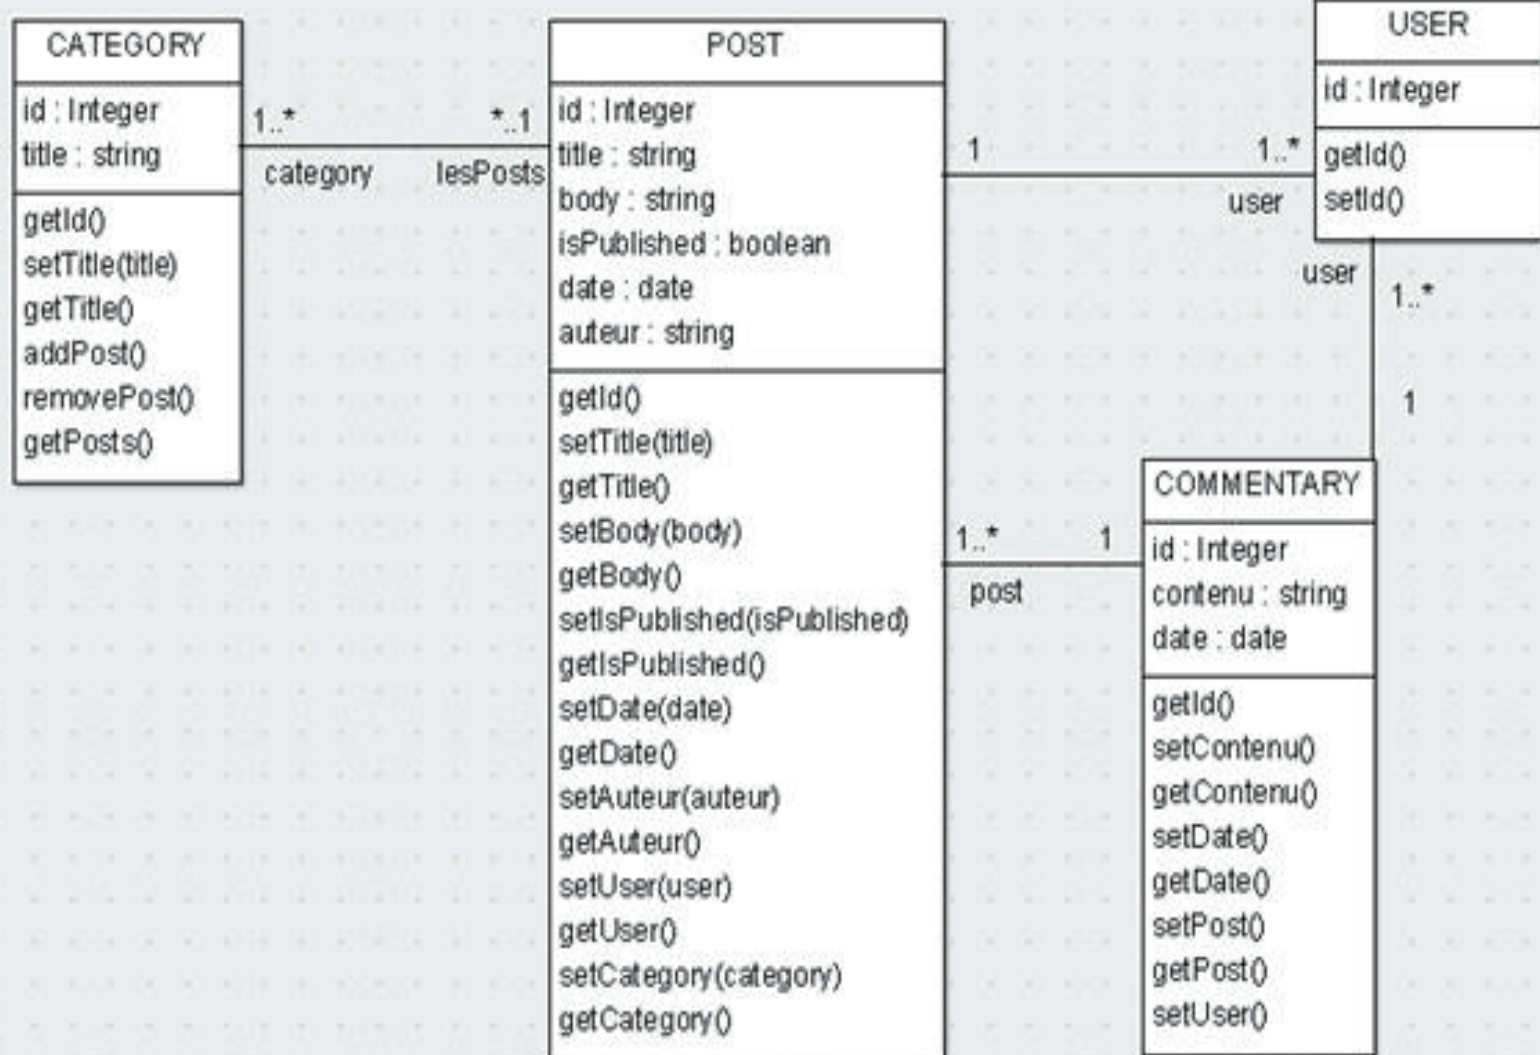 CATEGORY
id : Integer
title : string
getId()
setTitle(title)
getTitle()
addPost()
removePost()
getPosts()
1..*
*..1
category
lesPosts
POST
id : Integer
title : string
body : string
isPublished : boolean
date : date
auteur : string
getId()
setTitle(title)
getTitle()
setBody(body)
getBody()
setIsPublished(isPublished)
getIsPublished()
setDate(date)
getDate()
setAuteur(auteur)
getAuteur()
setUser(user)
getUser()
setCategory(category)
getCategory()
1
1..*
user
USER
id : Integer
getId()
setId()
user
1..*
1
1..*
1
post
COMMENTARY
id : Integer
contenu : string
date : date
getId()
setContenu()
getContenu()
setDate()
getDate()
setPost()
getPost()
setUser()